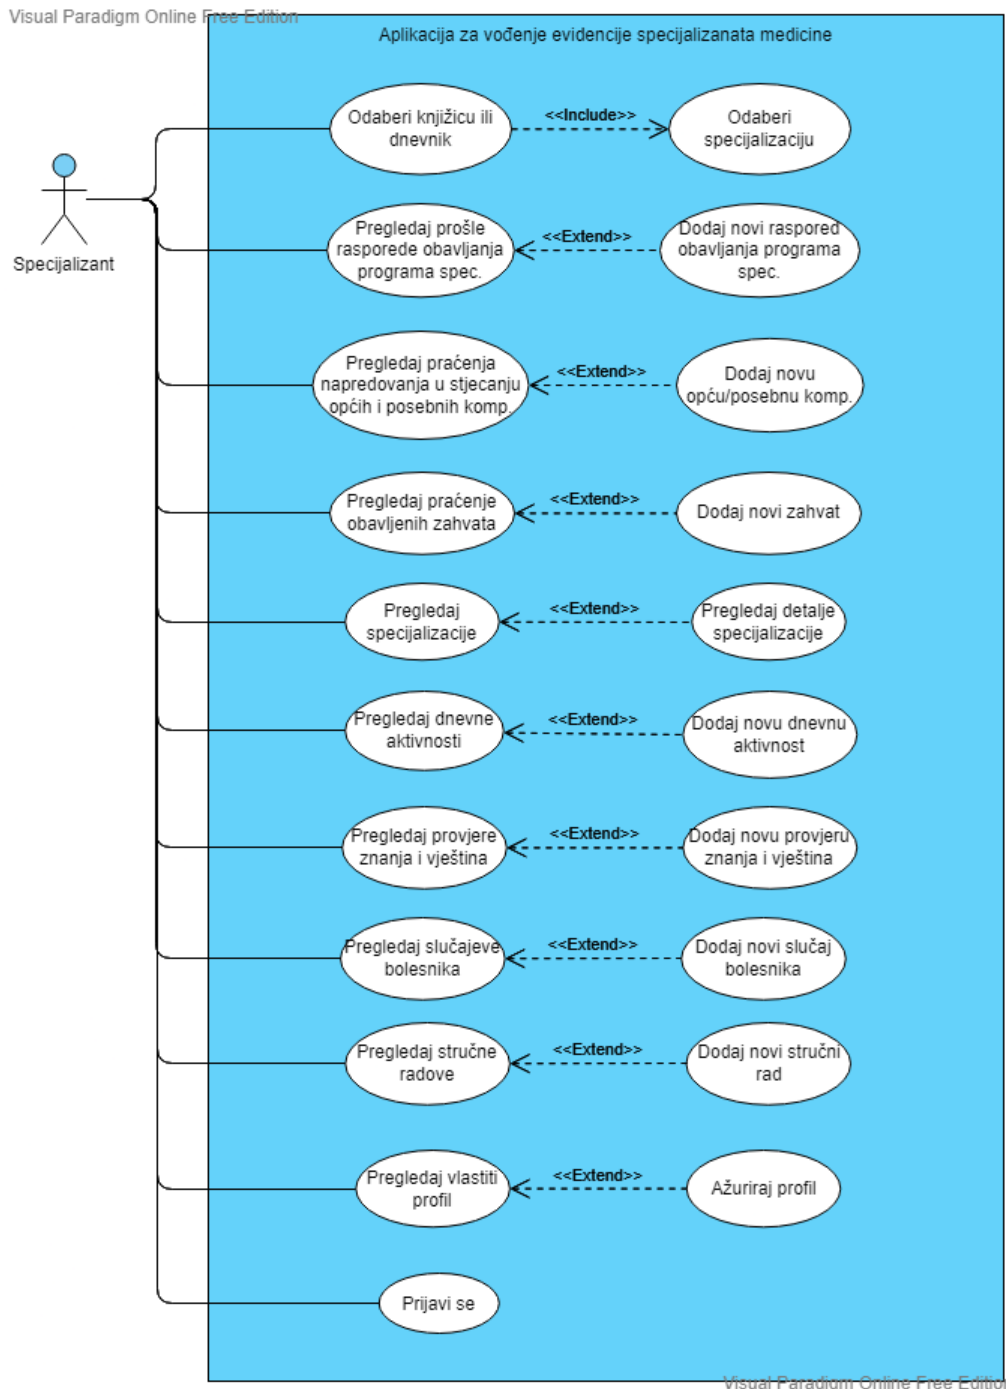 Visual Paradigm Online Free Edition
Aplikacija za vođenje evidencije specijalizanata medicine
Odaberi knjižicu ili
dnevnik
<<Include>>
Odaberi
specijalizaciju
Specijalizant
Pregledaj prošle
rasporede obavljanja
programa spec.
<<Extend>>
Dodaj novi raspored
obavljanja programa
spec.
Pregledaj praćenja
napredovanja u stjecanju
općih i posebnih komp.
<<Extend>>
Dodaj novu
opću/posebnu komp.
Pregledaj praćenje
obavljenih zahvata
<<Extend>>
Dodaj novi zahvat
Pregledaj
specijalizacije
<<Extend>>
Pregledaj detalje
specijalizacije
Pregledaj dnevne
aktivnosti
<<Extend>>
Dodaj novu dnevnu
aktivnost
Pregledaj provjere
znanja i vještina
<<Extend>>
Dodaj novu provjeru
znanja i vještina
Pregledaj slučajeve
bolesnika
<<Extend>>
Dodaj novi slučaj
bolesnika
Pregledaj stručne
radove
<<Extend>>
Dodaj novi stručni
rad
Pregledaj vlastiti
profil
<<Extend>>
Ažuriraj profil
Prijavi se
Visual Paradigm Online Free Edition